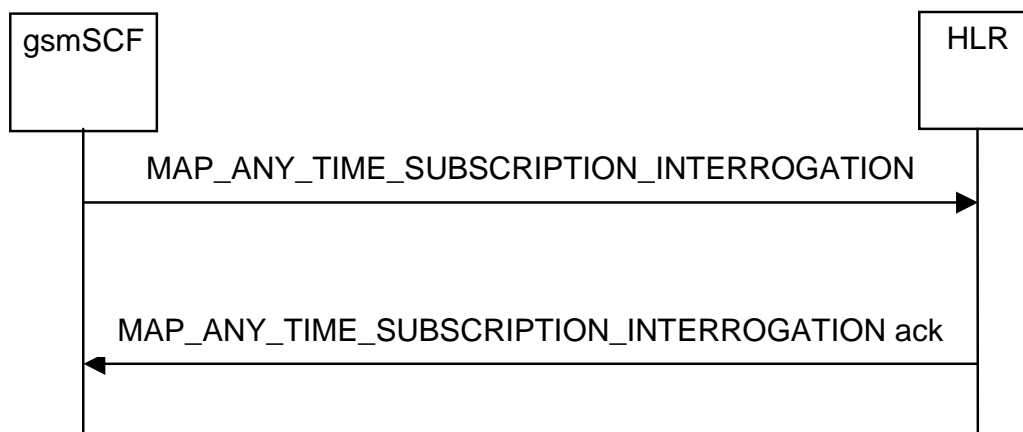 gsmSCF
HLR
MAP_ANY_TIME_SUBSCRIPTION_INTERROGATION
MAP_ANY_TIME_SUBSCRIPTION_INTERROGATION ack